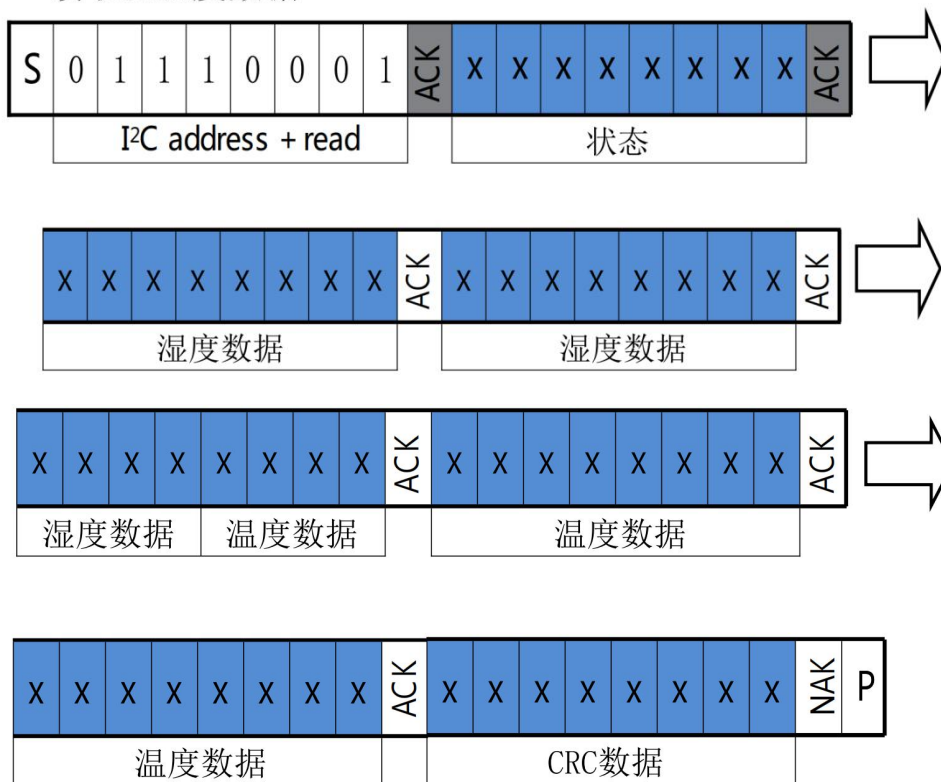 S 0 1 1 1 0 0 0 1 ACK X X X X X X X X ACK
I²C address + read 状态
X X X X X X X X ACK X X X X X X X X ACK
湿度数据 湿度数据
X X X X X X X X ACK X X X X X X X X ACK
湿度数据 温度数据 温度数据
X X X X X X X X ACK X X X X X X X X NAK P
温度数据 CRC数据